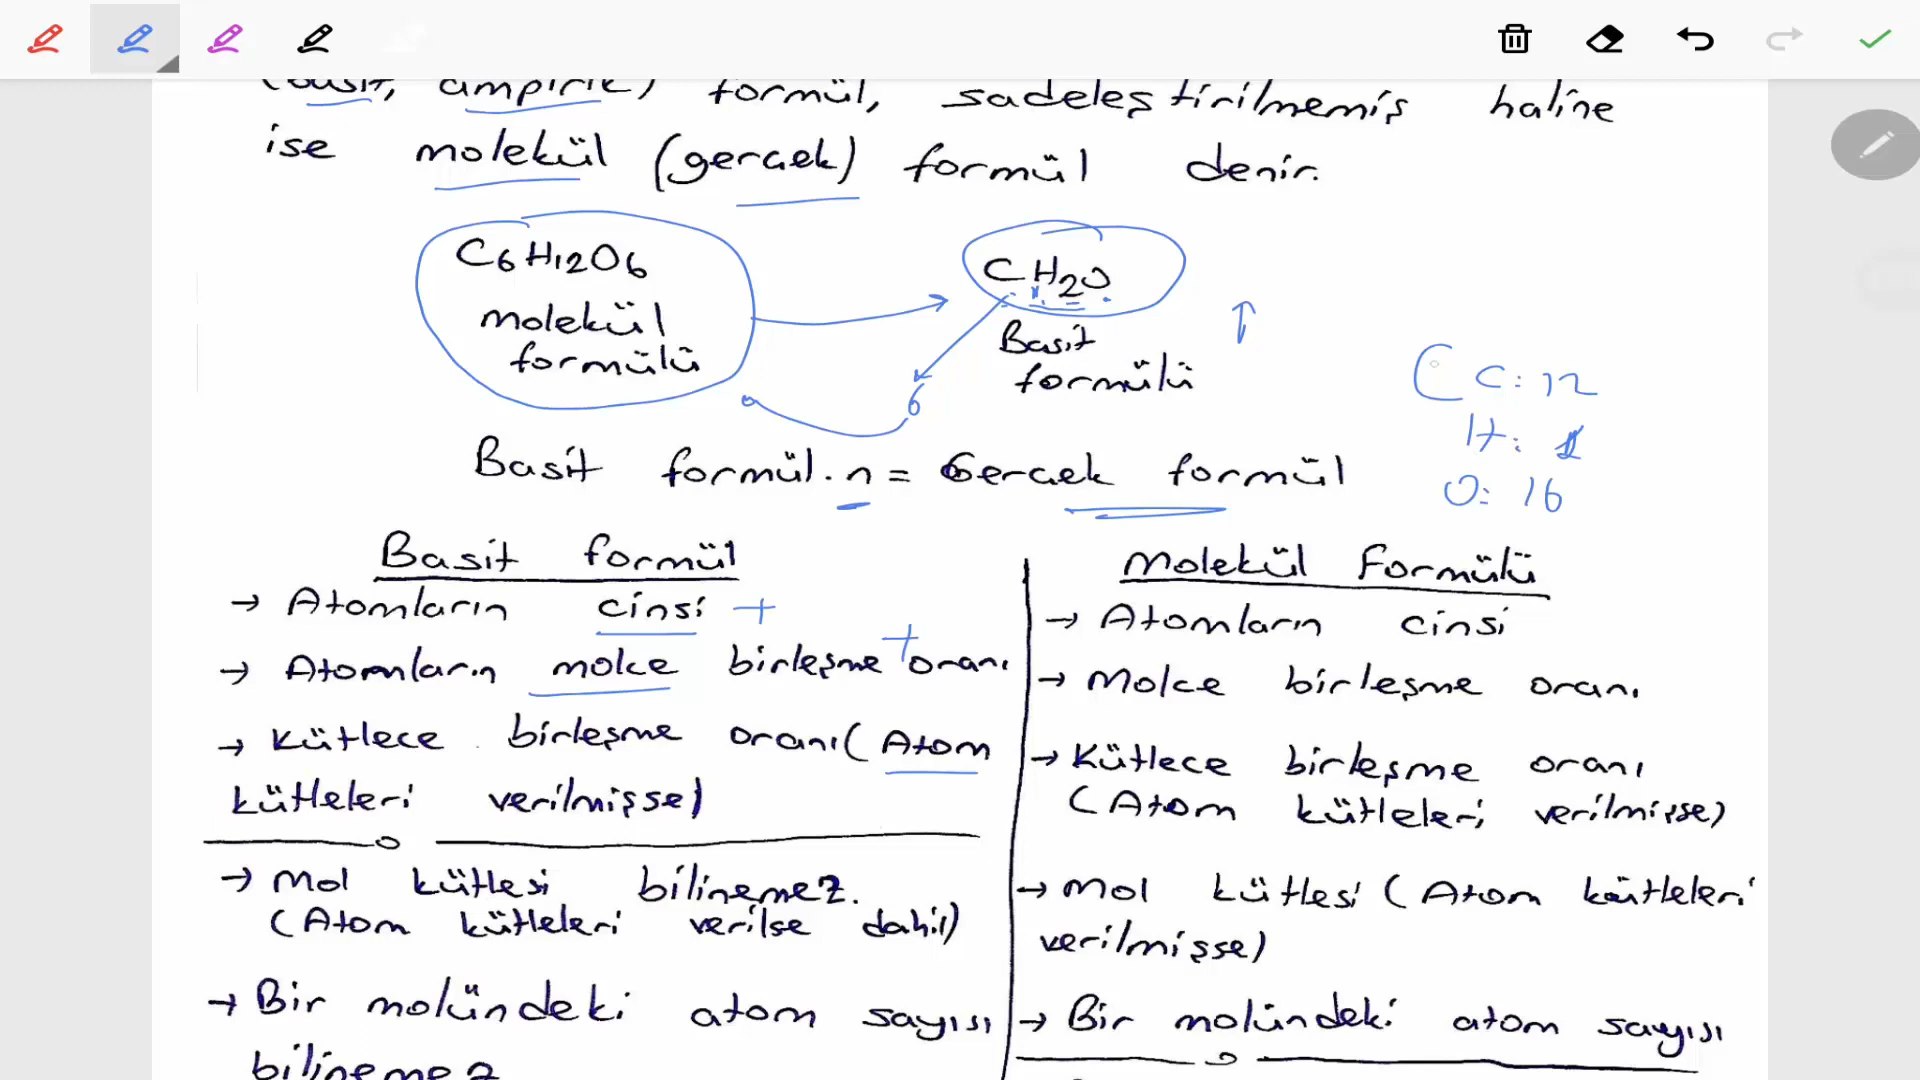 (basit, ampirik) formül, sadeleştirilmemiş haline
ise molekül (gerçek) formül denir.
C6H12O6
molekül
formülü
CH2O
Basit
formülü
6
C: 12
H: 1
O: 16
Basit formül. n = Gerçek formül
Basit formül
→ Atomların cinsi +
→ Atomların molce birleşme + oranı
→ Kütlece birleşme oranı (Atom
kütleleri verilmişse)
→ Mol kütlesi bilinemez.
(Atom kütleleri verilse dahi!)
→ Bir molündeki atom sayısı
bilinemez
Molekül Formülü
→ Atomların cinsi
→ Molce birleşme oranı
→ Kütlece birleşme oranı
(Atom kütleleri verilmişse)
→ Mol kütlesi (Atom kütleleri
verilmişse)
→ Bir molündeki atom sayısı